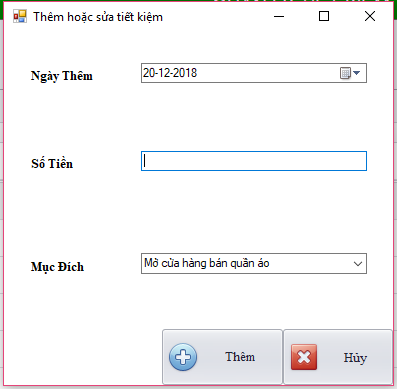 Thêm hoặc sửa tiết kiệm
Ngày Thêm
20-12-2018
Số Tiền
Mục Đích
Mở cửa hàng bán quần áo
Thêm
Hủy